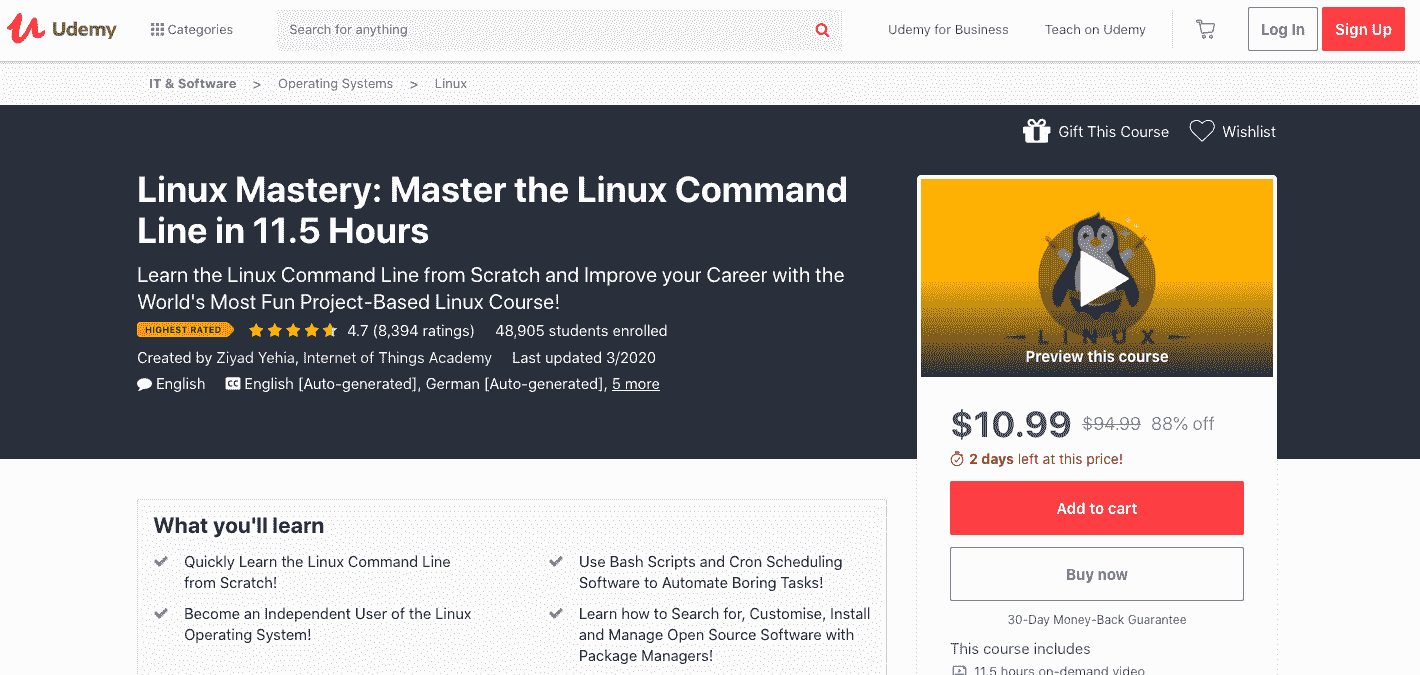 Udemy
Categories
Search for anything
Udemy for Business
Teach on Udemy
Log In
Sign Up
IT & Software > Operating Systems > Linux
Gift This Course
Wishlist
Linux Mastery: Master the Linux Command
Line in 11.5 Hours
Learn the Linux Command Line from Scratch and Improve your Career with the
World's Most Fun Project-Based Linux Course!
HIGHEST RATED 4.7 (8,394 ratings) 48,905 students enrolled
Created by Ziyad Yehia, Internet of Things Academy Last updated 3/2020
English CC English [Auto-generated], German [Auto-generated], 5 more
LINUX
Preview this course
$10.99 $94.99 88% off
2 days left at this price!
Add to cart
Buy now
30-Day Money-Back Guarantee
This course includes
11.5 hours on-demand video
What you'll learn
Quickly Learn the Linux Command Line
from Scratch!
Become an Independent User of the Linux
Operating System!
Use Bash Scripts and Cron Scheduling
Software to Automate Boring Tasks!
Learn how to Search for, Customise, Install
and Manage Open Source Software with
Package Managers!